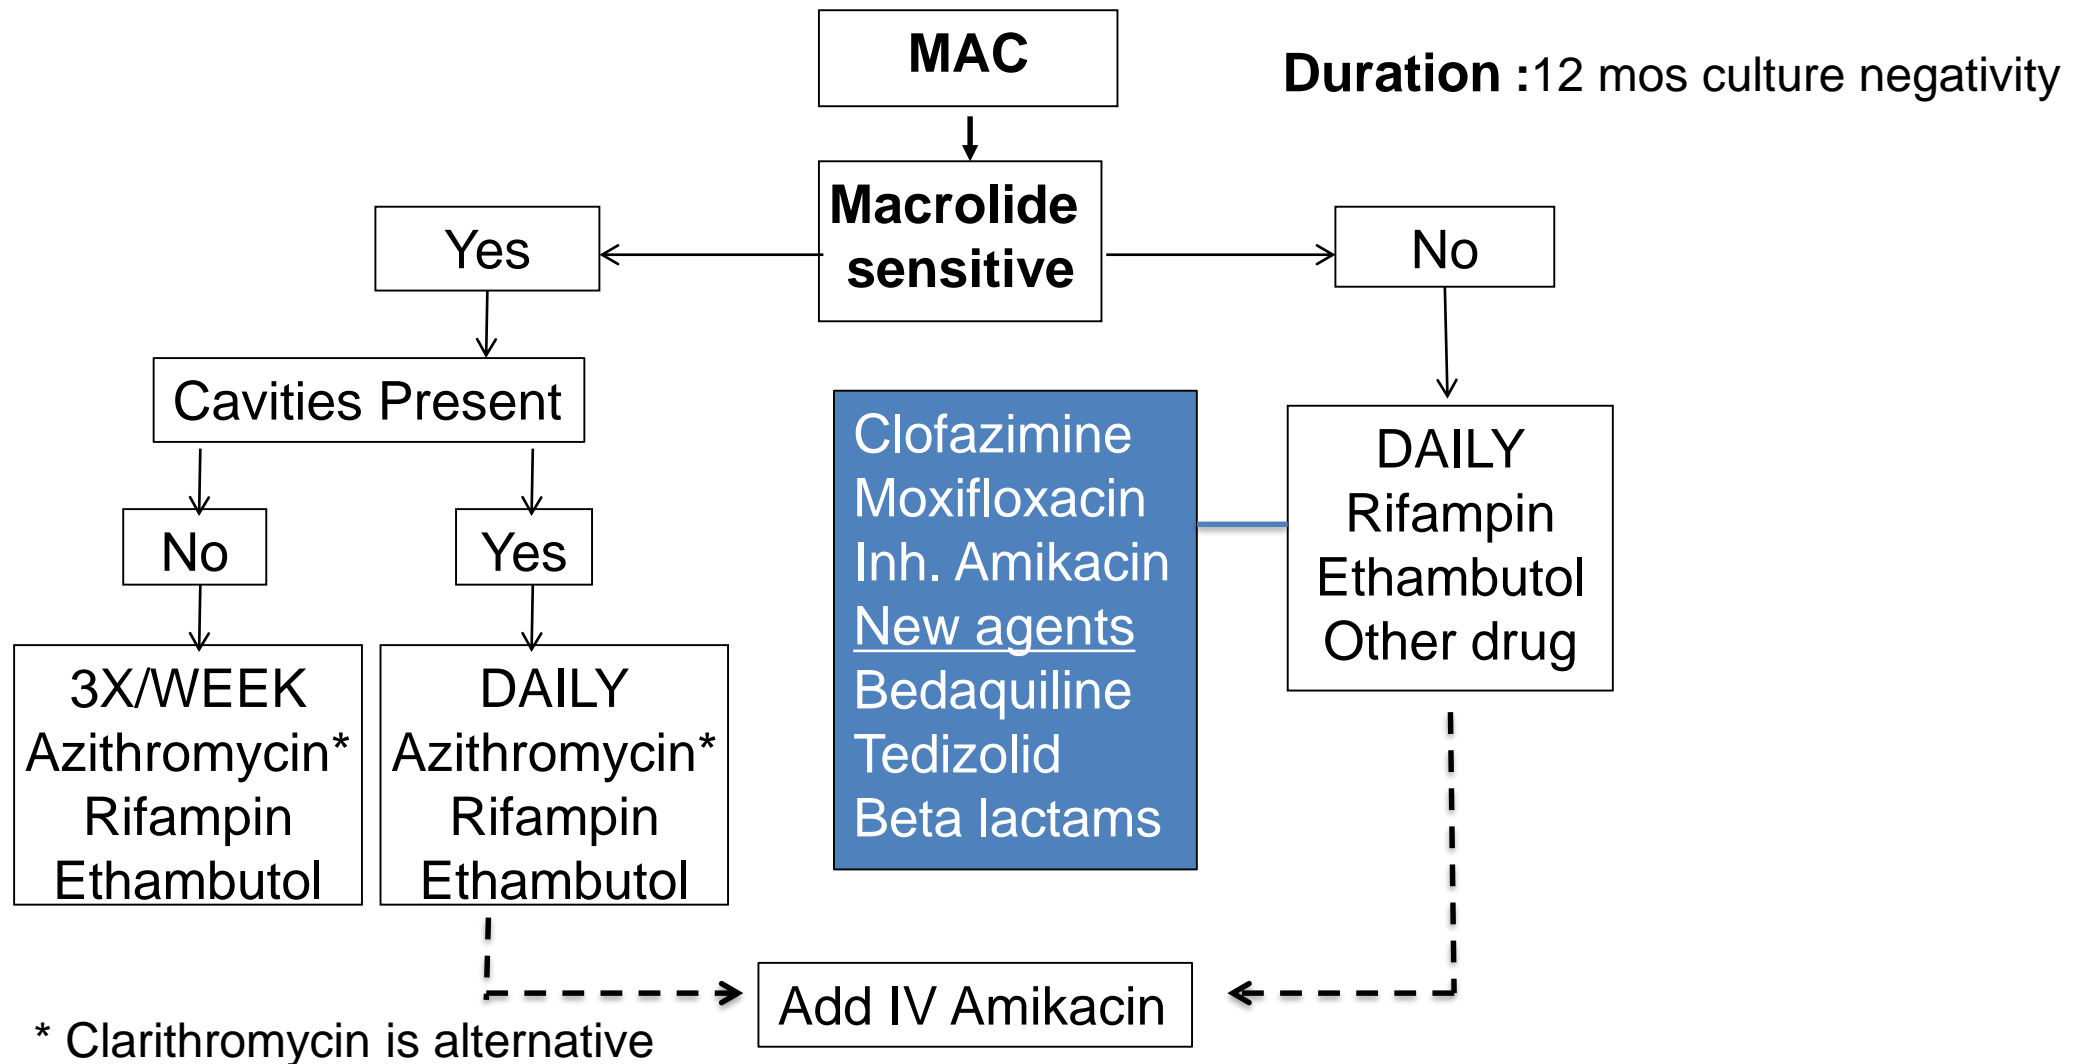 MAC
Duration :12 mos culture negativity
Macrolide
sensitive
Yes
No
Cavities Present
No
Yes
3X/WEEK
Azithromycin*
Rifampin
Ethambutol
DAILY
Azithromycin*
Rifampin
Ethambutol
Clofazimine
Moxifloxacin
Inh. Amikacin
New agents
Bedaquiline
Tedizolid
Beta lactams
DAILY
Rifampin
Ethambutol
Other drug
Add IV Amikacin
* Clarithromycin is alternative